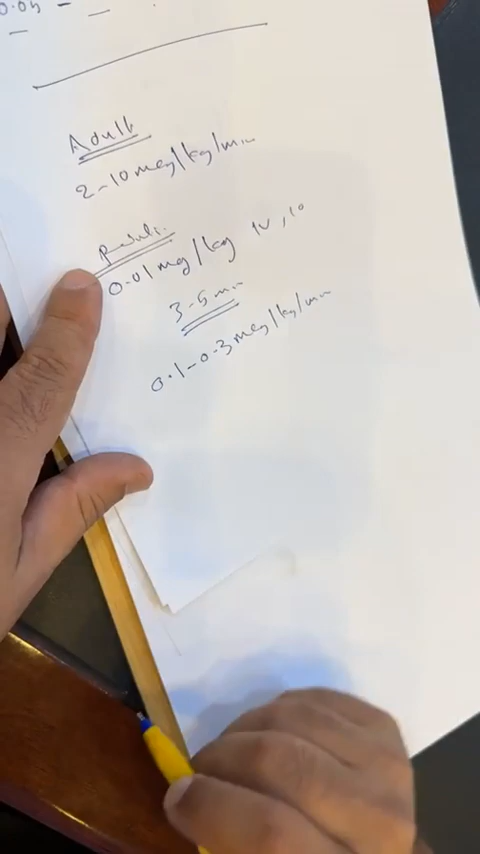 0.05 -
Adult
2-10 mcg/kg/min
0.01 mg/kg IV, IO
3-5 min
0.1-0.3 mcg/kg/min